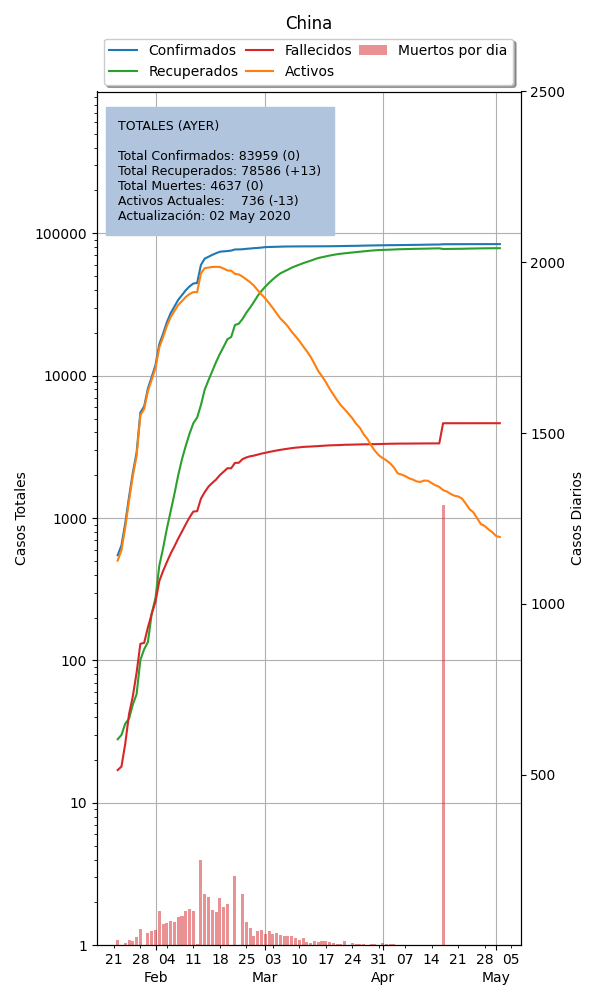 China
Confirmados Fallecidos Muertos por dia
Recuperados Activos
TOTALES (AYER)
Total Confirmados: 83959 (0)
Total Recuperados: 78586 (+13)
Total Muertes: 4637 (0)
Activos Actuales: 736 (-13)
Actualización: 02 May 2020
100000
10000
1000
100
10
1
Casos Totales
2500
2000
1500
1000
500
Casos Diarios
21 28 04 11 18 25 03 10 17 24 31 07 14 21 28 05
Feb Mar Apr May